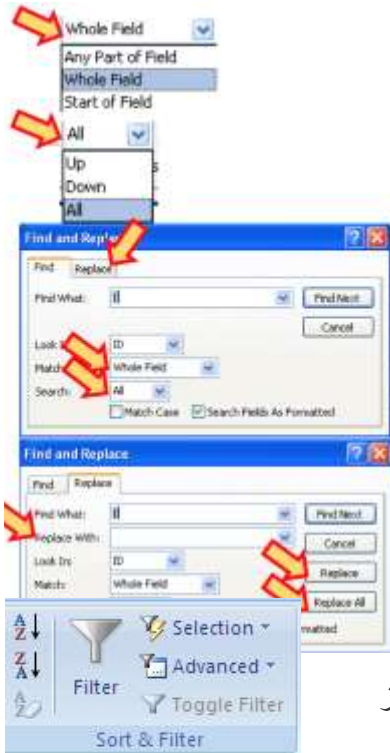 Whole Field
Any Part of Field
Whole Field
Start of Field
All
Up
Down
All
Find and
Find Replace
Find What: Find Next
Cancel
Look ID
Match Whole Field
Search: All
Match Case Search Fields As Formatted
Find and Replace
Find Replace
Find What: Find Next
Replace With: Cancel
Look In: ID Replace
Match: Whole Field Replace All
matted
Selection
Advanced
Filter Toggle Filter
Sort & Filter